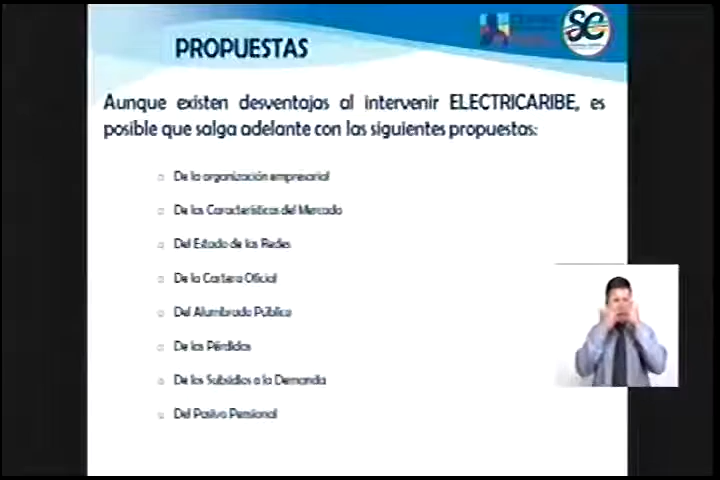 PROPUESTAS
SC
Aunque existen desventajas al intervenir ELECTRICARIBE, es
posible que salga adelante con las siguientes propuestas:
De la organización empresarial
De las Características del Mercado
Del Estado de las Redes
De la Cartera Oficial
Del Alumbrado Público
De las Pérdidas
De los Subsidios a la Demanda
Del Pasivo Pensional